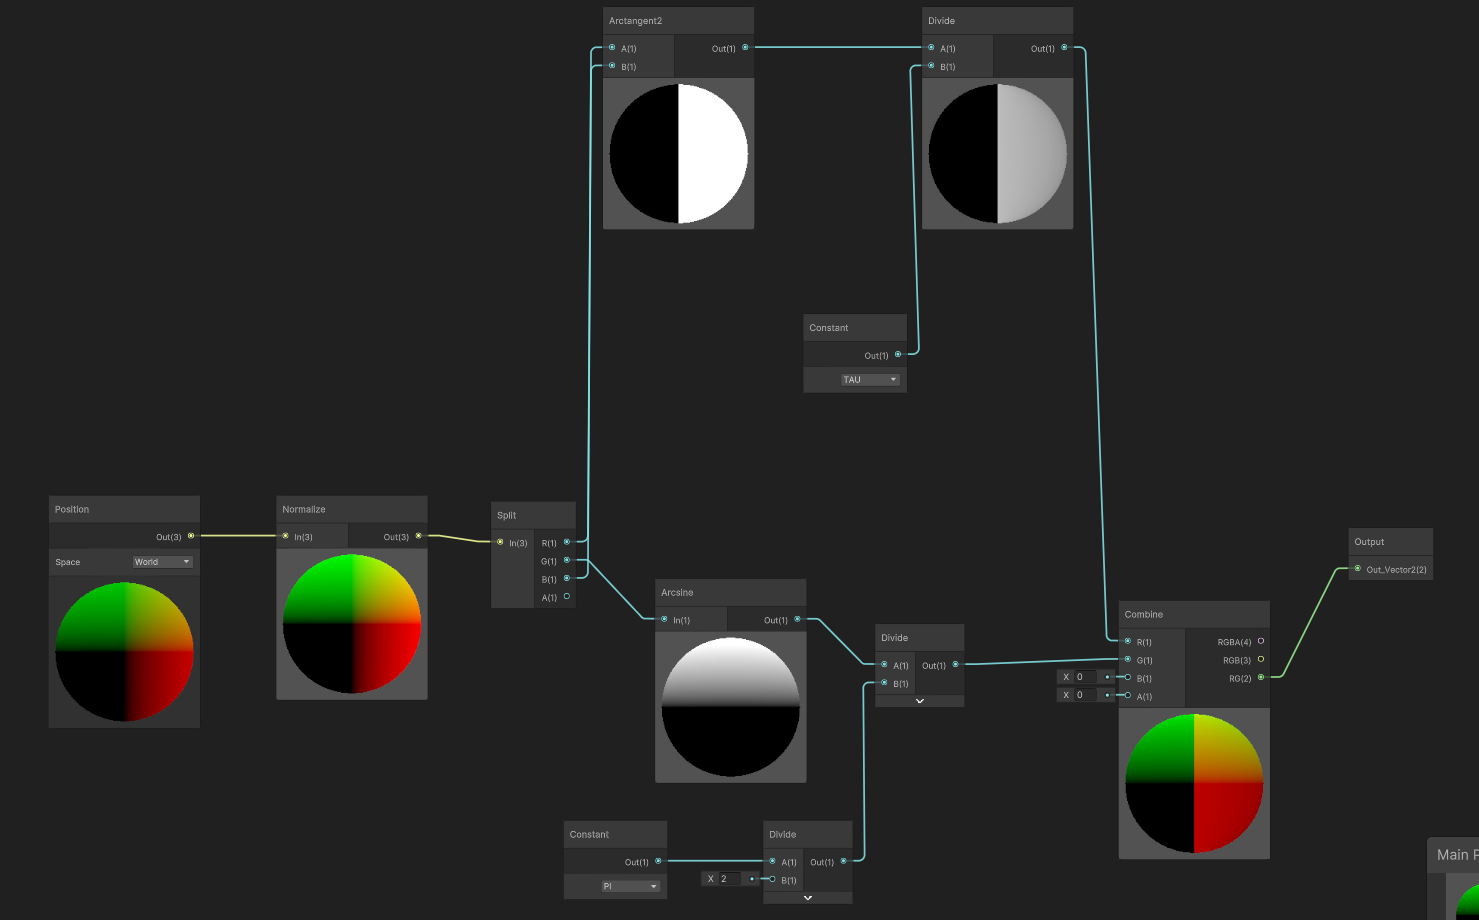 Arctangent2
A(1)
Out(1)
B(1)
Divide
A(1)
Out(1)
B(1)
Constant
Out(1)
TAU
Position
Out(3)
Space
World
Normalize
In(3)
Out(3)
Split
In(3)
R(1)
G(1)
B(1)
A(1)
Arcsine
In(1)
Out(1)
Divide
A(1)
Out(1)
B(1)
Constant
Out(1)
PI
Divide
A(1)
Out(1)
X 2
B(1)
Combine
R(1)
RGBA(4)
G(1)
RGB(3)
X 0
B(1)
RG(2)
X 0
A(1)
Output
Out_Vector2(2)
Main